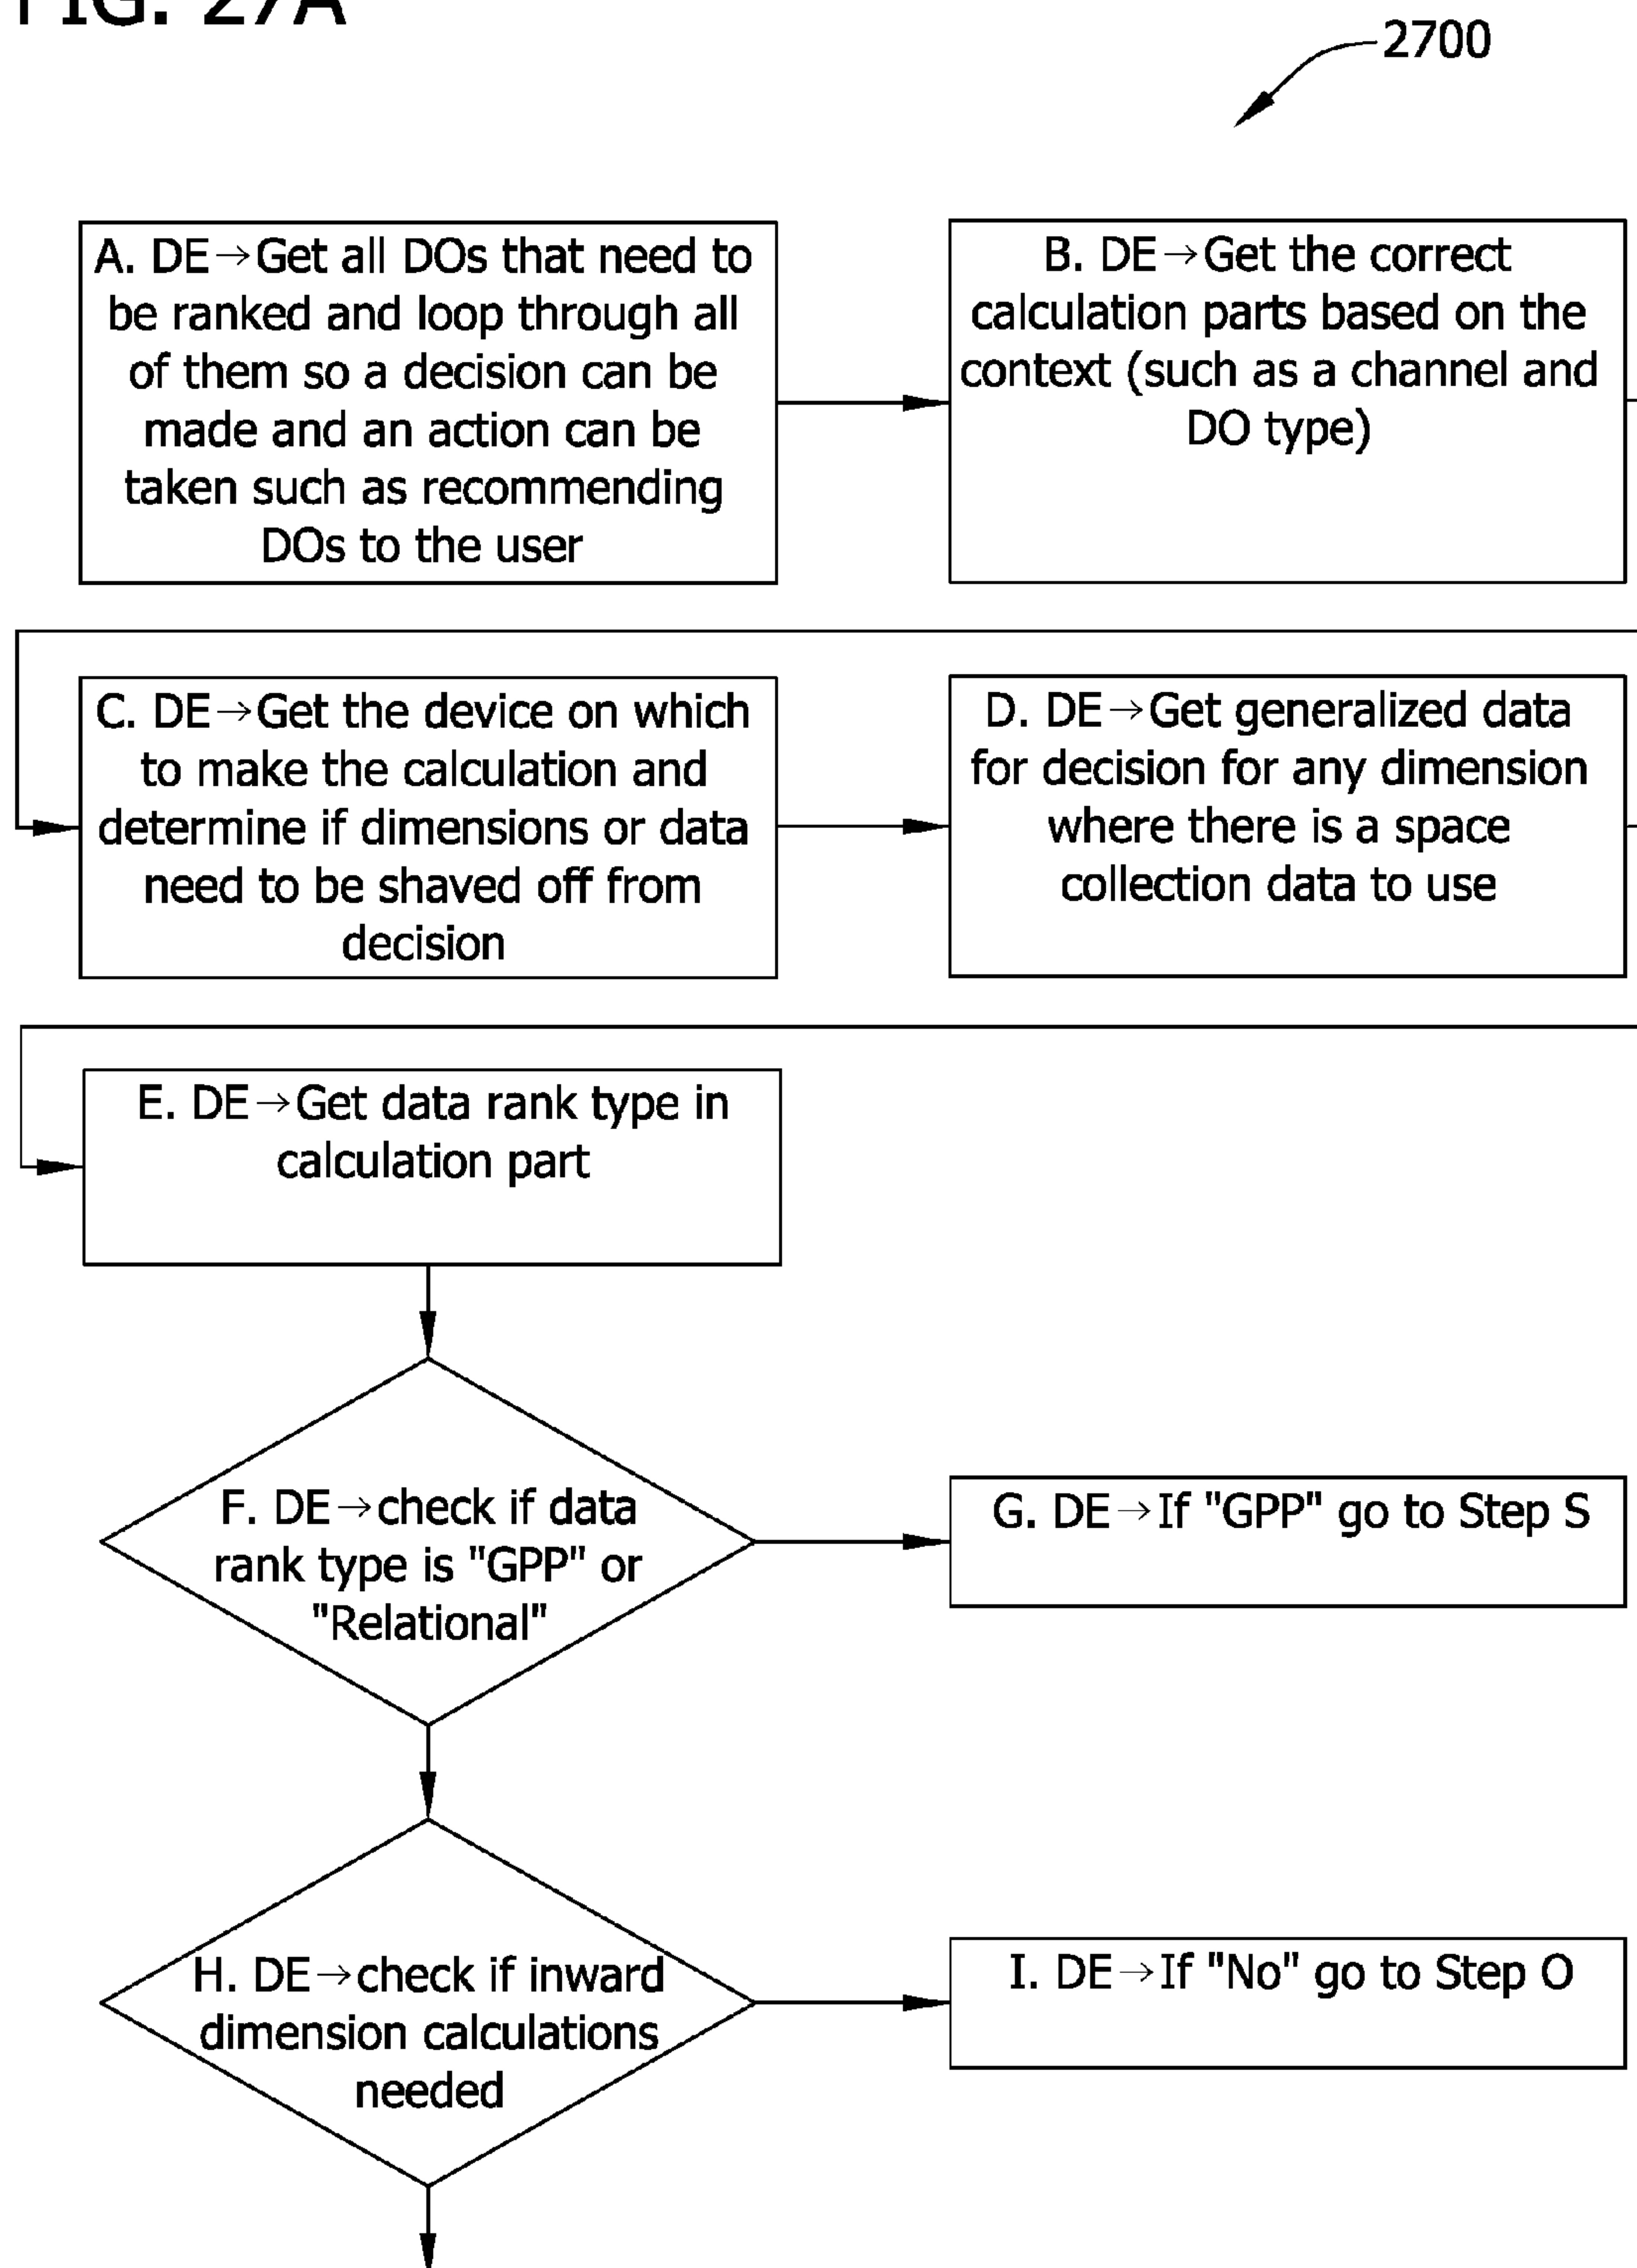 FIG. 27A
2700
A. DE→Get all DOs that need to
be ranked and loop through all
of them so a decision can be
made and an action can be
taken such as recommending
DOs to the user
B. DE→Get the correct
calculation parts based on the
context (such as a channel and
DO type)
C. DE→Get the device on which
to make the calculation and
determine if dimensions or data
need to be shaved off from
decision
D. DE→Get generalized data
for decision for any dimension
where there is a space
collection data to use
E. DE→Get data rank type in
calculation part
F. DE→check if data
rank type is "GPP" or
"Relational"
G. DE→If "GPP" go to Step S
H. DE→check if inward
dimension calculations
needed
I. DE→If "No" go to Step O